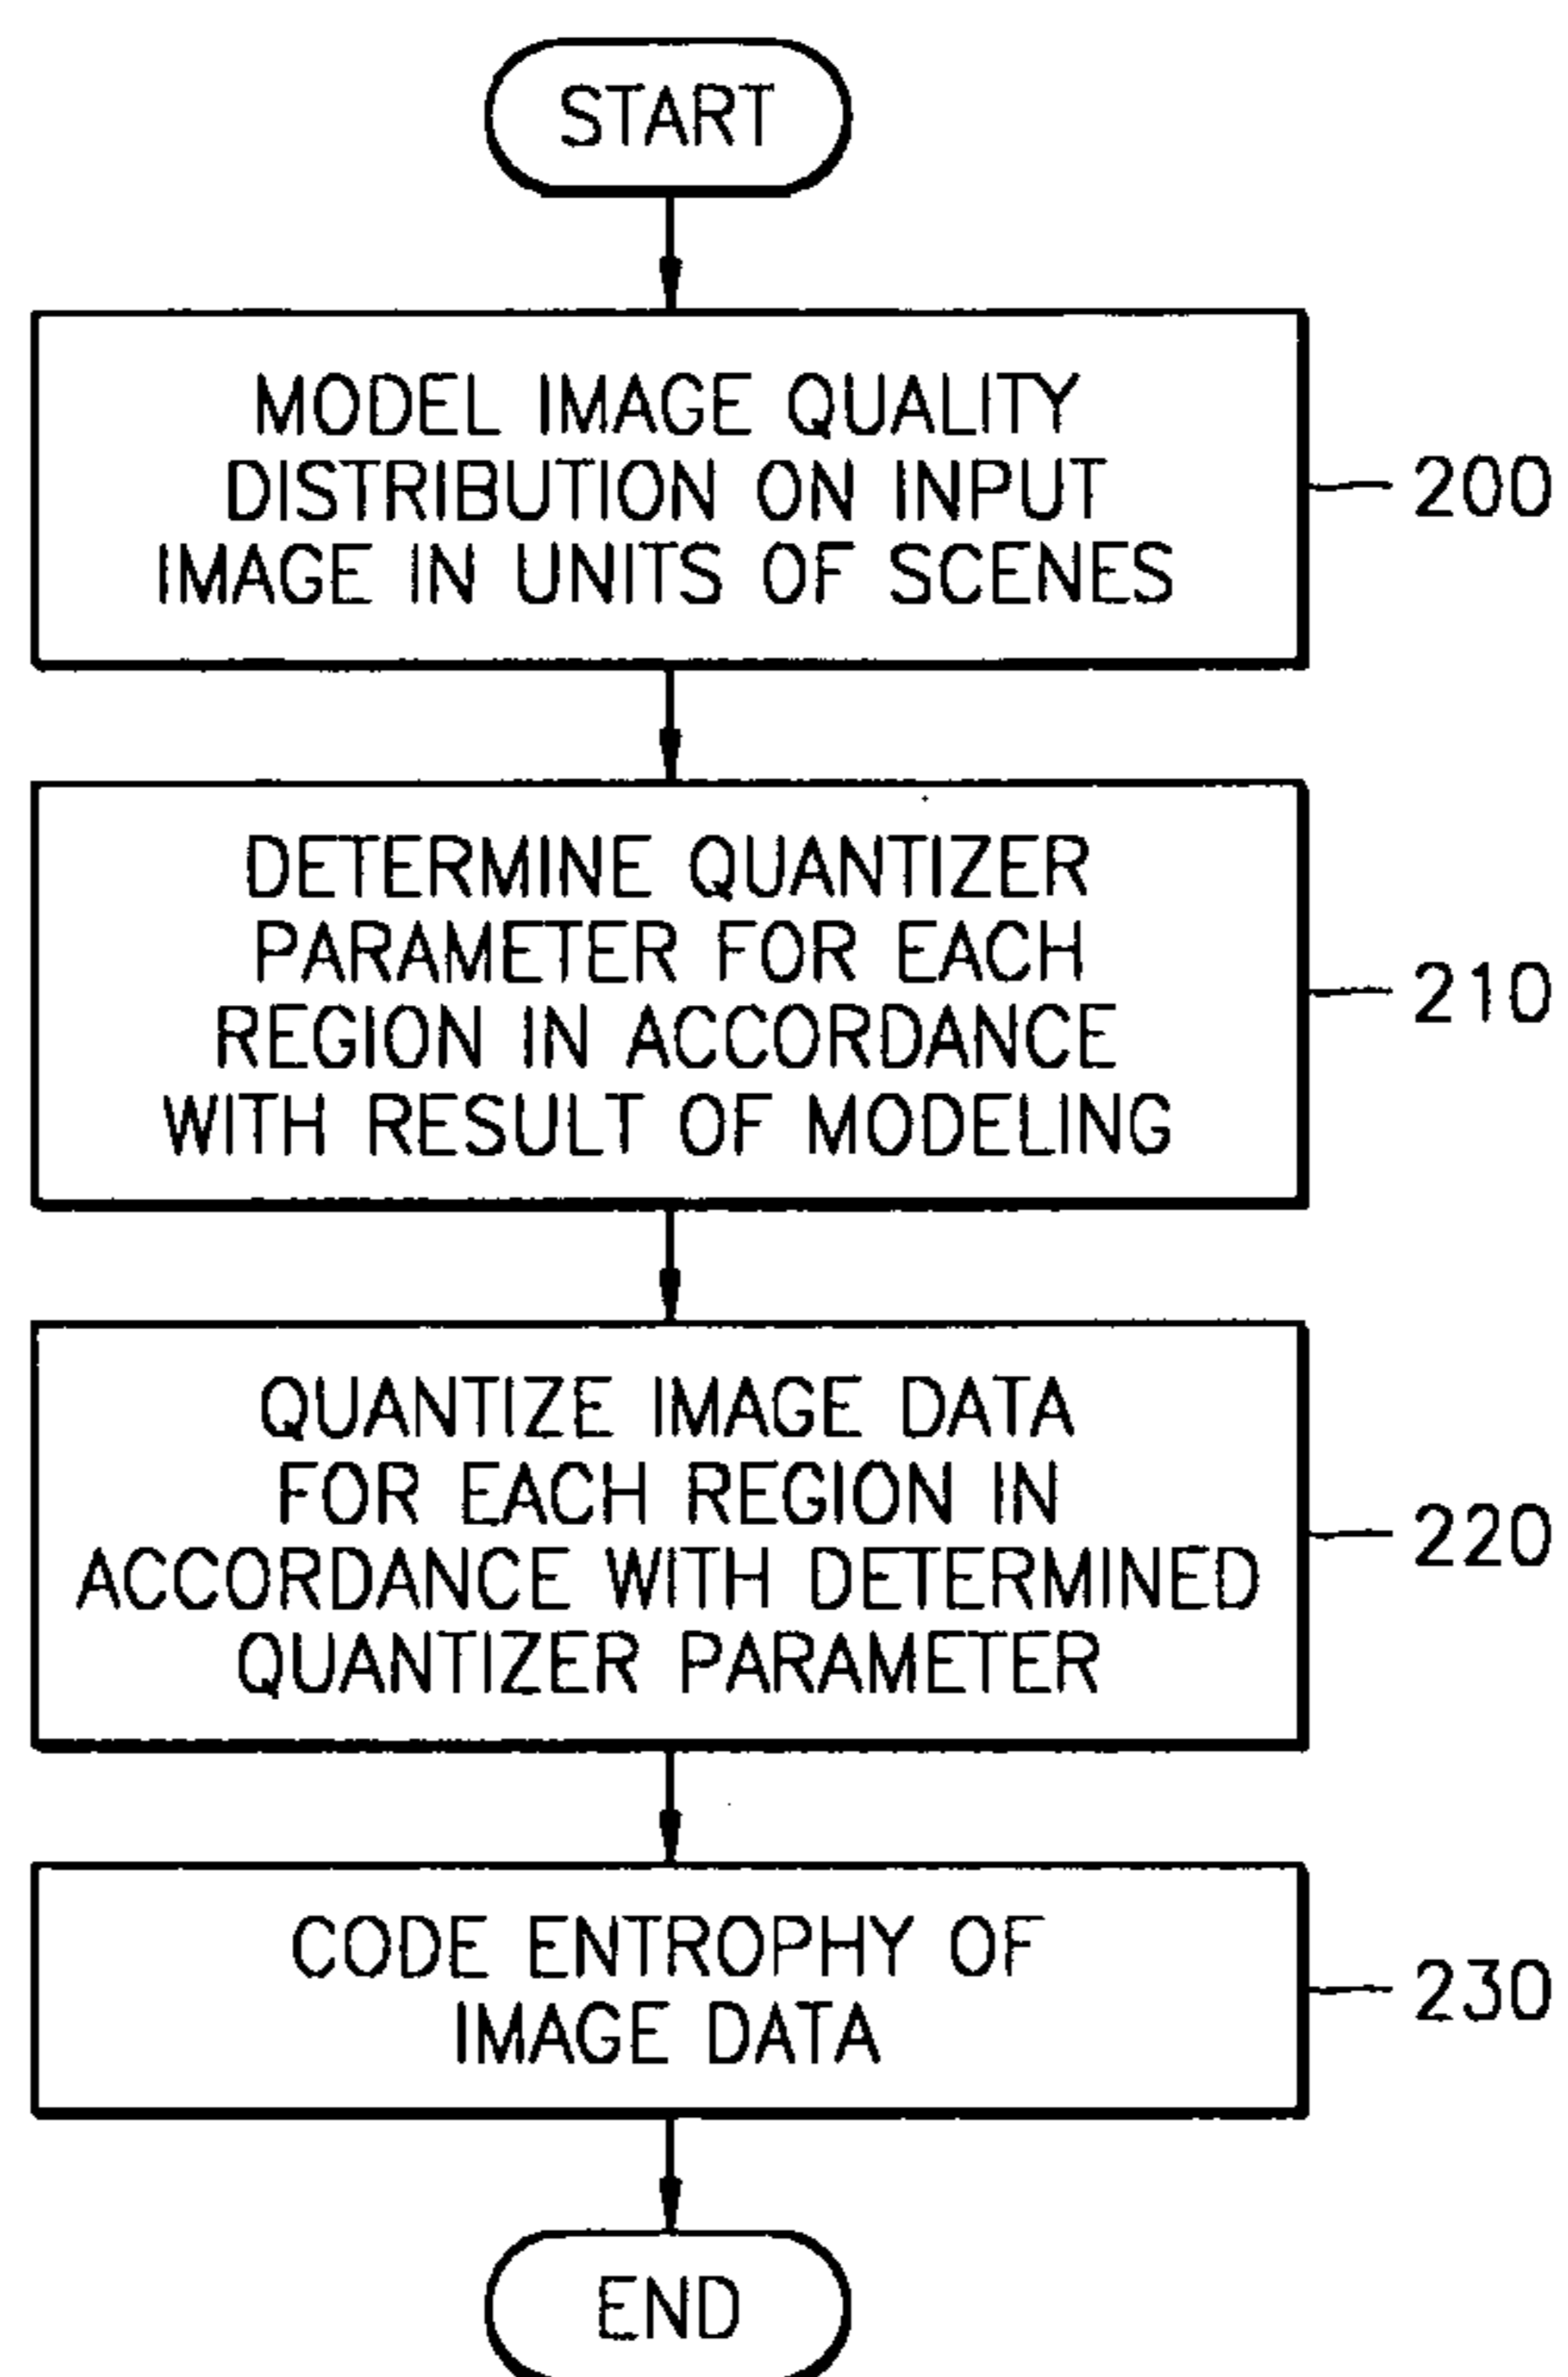 START
MODEL IMAGE QUALITY
DISTRIBUTION ON INPUT
IMAGE IN UNITS OF SCENES
200
DETERMINE QUANTIZER
PARAMETER FOR EACH
REGION IN ACCORDANCE
WITH RESULT OF MODELING
210
QUANTIZE IMAGE DATA
FOR EACH REGION IN
ACCORDANCE WITH DETERMINED
QUANTIZER PARAMETER
220
CODE ENTROPHY OF
IMAGE DATA
230
END